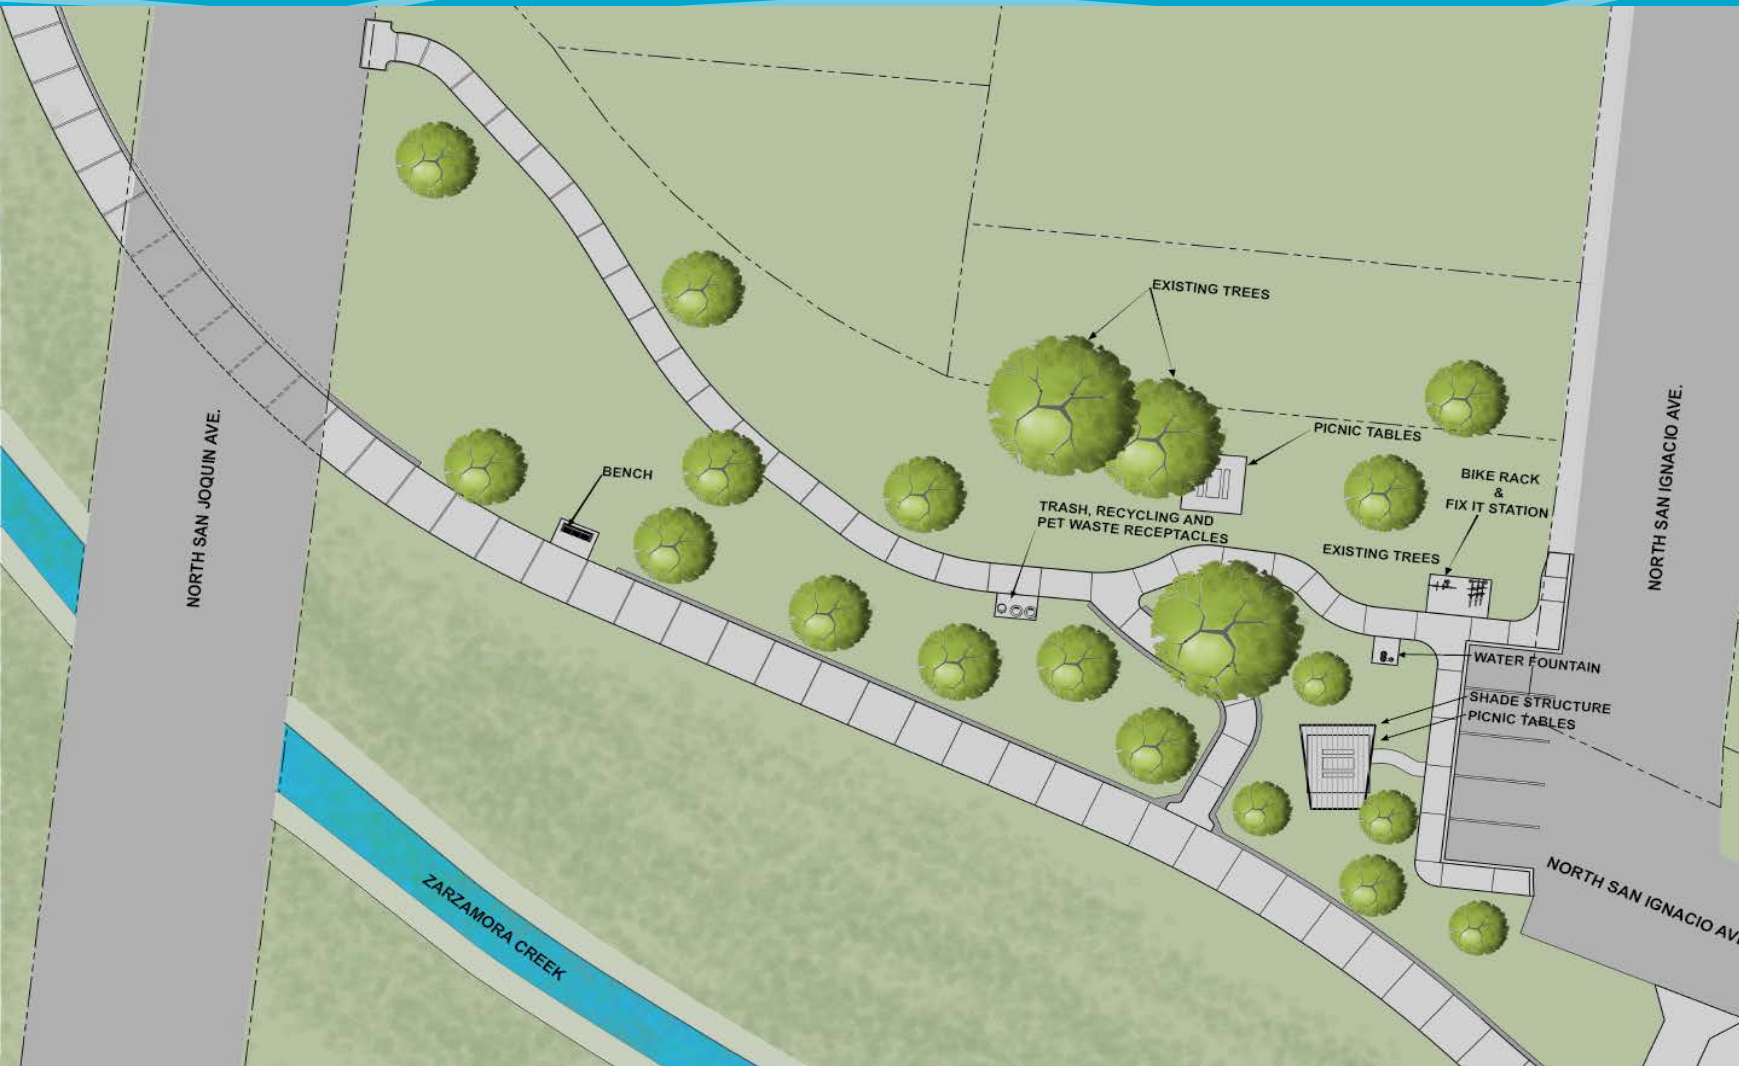 EXISTING TREES
NORTH SAN JOQUIN AVE.
NORTH SAN IGNACIO AVE.
PICNIC TABLES
BENCH
BIKE RACK
&
FIX IT STATION
TRASH, RECYCLING AND
PET WASTE RECEPTACLES
EXISTING TREES
WATER FOUNTAIN
SHADE STRUCTURE
PICNIC TABLES
ZARZAMORA CREEK
NORTH SAN IGNACIO AV